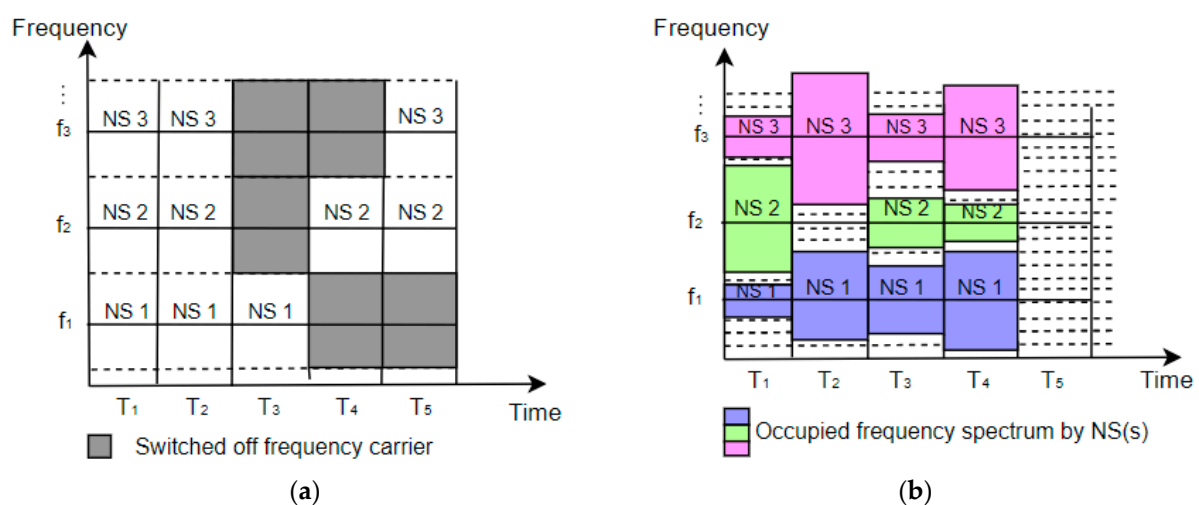 Frequency
⋮
f₃ NS 3 NS 3 NS 3
f₂ NS 2 NS 2 NS 2 NS 2
f₁ NS 1 NS 1 NS 1
T₁ T₂ T₃ T₄ T₅ Time
Switched off frequency carrier
(a)
Frequency
⋮
f₃ NS 3 NS 3 NS 3 NS 3
f₂ NS 2 NS 2 NS 2
f₁ NS 1 NS 1 NS 1 NS 1
T₁ T₂ T₃ T₄ T₅ Time
Occupied frequency spectrum by NS(s)
(b)